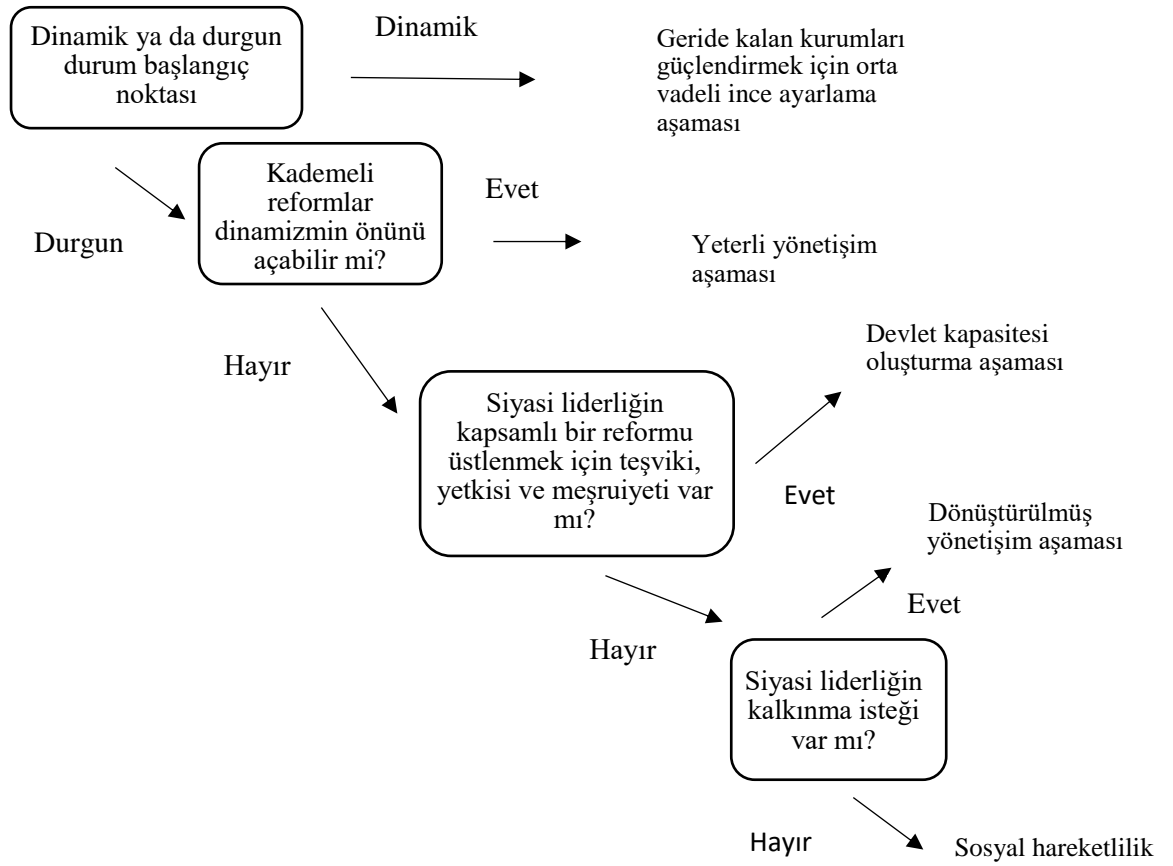 Dinamik ya da durgun
durum başlangıç
noktası
Dinamik
Geride kalan kurumları
güçlendirmek için orta
vadeli ince ayarlama
aşaması
Durgun
Kademeli
reformlar
dinamizmin önünü
açabilir mi?
Evet
Yeterli yönetişim
aşaması
Hayır
Siyasi liderliğin
kapsamlı bir reformu
üstlenmek için teşviki,
yetkisi ve meşruiyeti var
mı?
Devlet kapasitesi
oluşturma aşaması
Evet
Hayır
Siyasi liderliğin
kalkınma isteği
var mı?
Dönüştürülmüş
yönetişim aşaması
Evet
Hayır
Sosyal hareketlilik